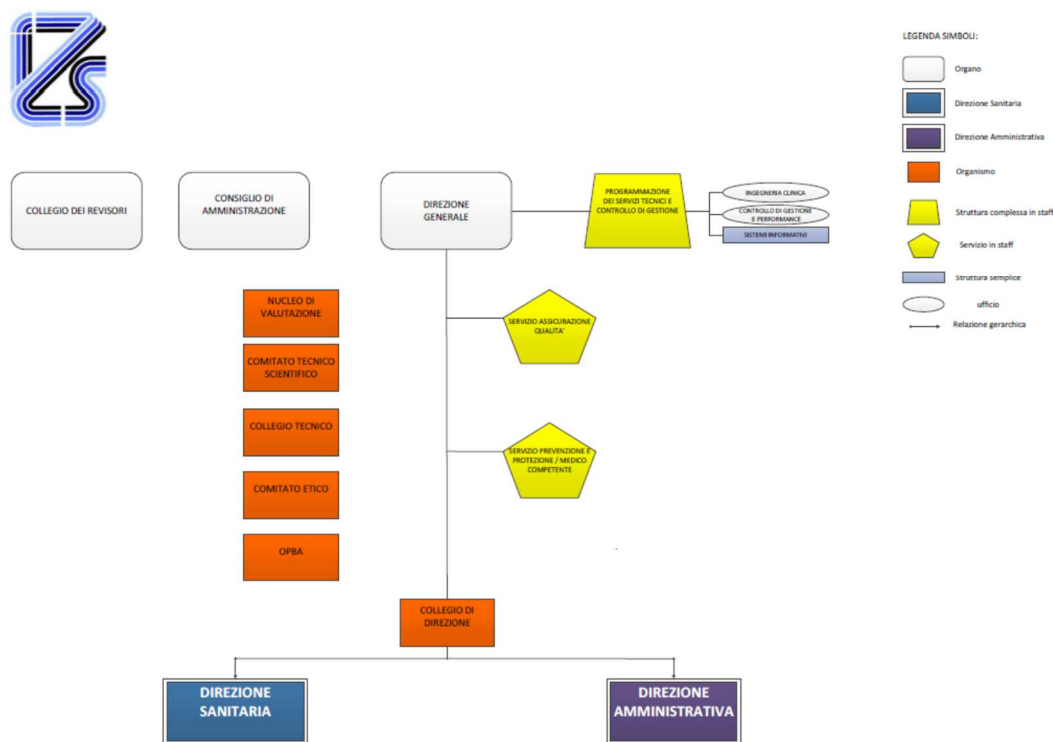 LEGENDA SIMBOLI:
Organo
Direzione Sanitaria
Direzione Amministrativa
Organismo
Struttura complessa in staff
Servizio in staff
Struttura semplice
ufficio
Relazione gerarchica
COLLEGIO DEI REVISORI
CONSIGLIO DI
AMMINISTRAZIONE
DIREZIONE
GENERALE
PROGRAMMAZIONE
DEI SERVIZI TECNICI E
CONTROLLO DI GESTIONE
INGEGNERIA CLINICA
CONTROLLO DI GESTIONE
E PERFORMANCE
SISTEMI INFORMATIVI
NUCLEO DI
VALUTAZIONE
SERVIZIO ASSICURAZIONE
QUALITA'
COMITATO TECNICO
SCIENTIFICO
COLLEGIO TECNICO
SERVIZIO PREVENZIONE E
PROTEZIONE / MEDICO
COMPETENTE
COMITATO ETICO
OPBA
COLLEGIO DI
DIREZIONE
DIREZIONE
SANITARIA
DIREZIONE
AMMINISTRATIVA